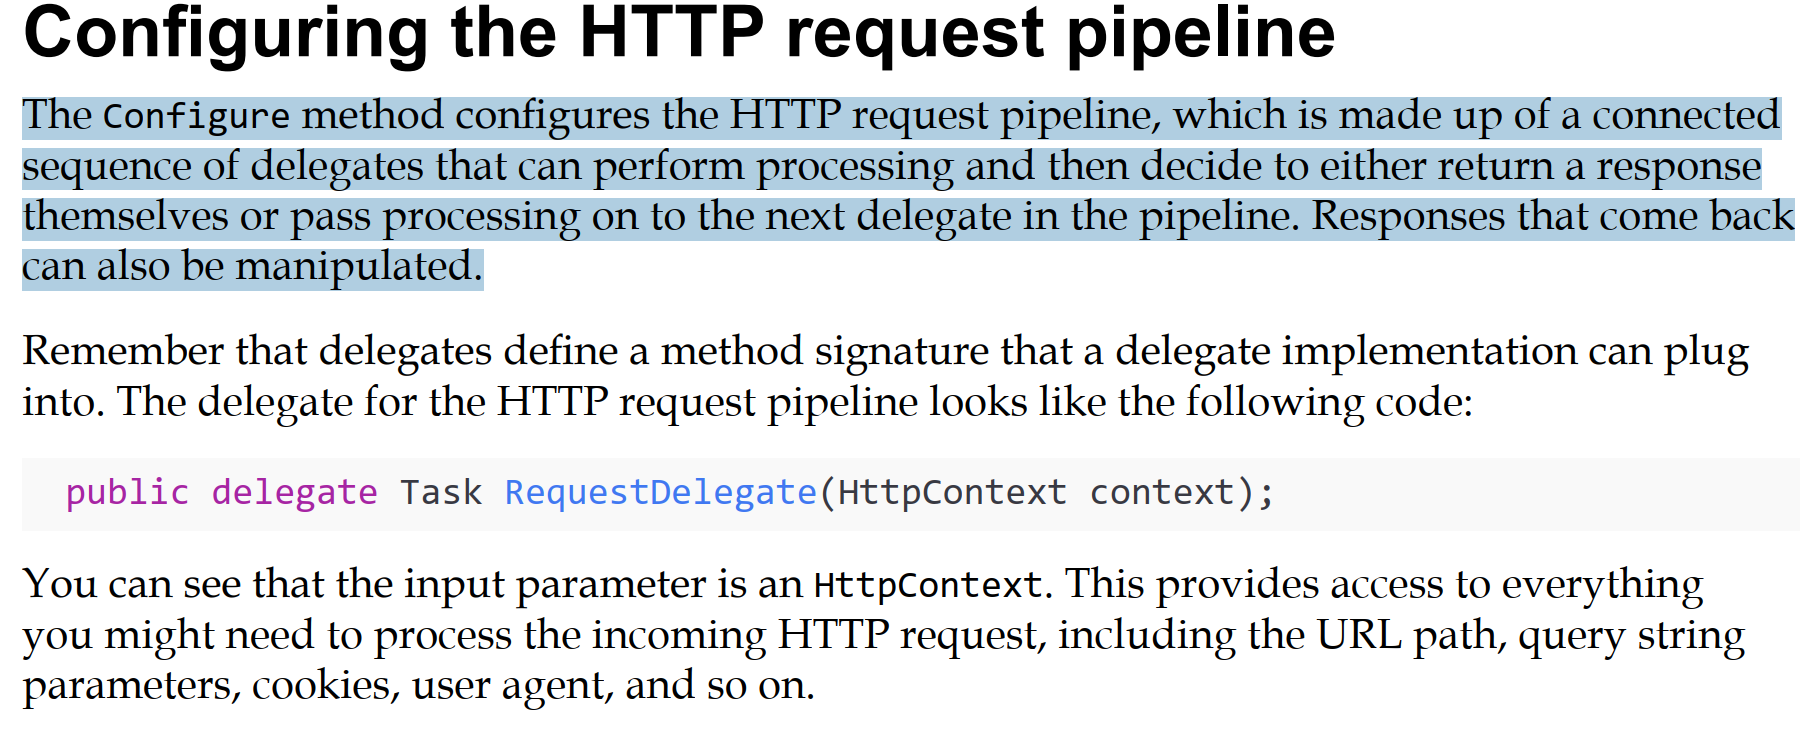 Configuring the HTTP request pipeline
The Configure method configures the HTTP request pipeline, which is made up of a connected
sequence of delegates that can perform processing and then decide to either return a response
themselves or pass processing on to the next delegate in the pipeline. Responses that come back
can also be manipulated.
Remember that delegates define a method signature that a delegate implementation can plug
into. The delegate for the HTTP request pipeline looks like the following code:
public delegate Task RequestDelegate(HttpContext context);
You can see that the input parameter is an HttpContext. This provides access to everything
you might need to process the incoming HTTP request, including the URL path, query string
parameters, cookies, user agent, and so on.